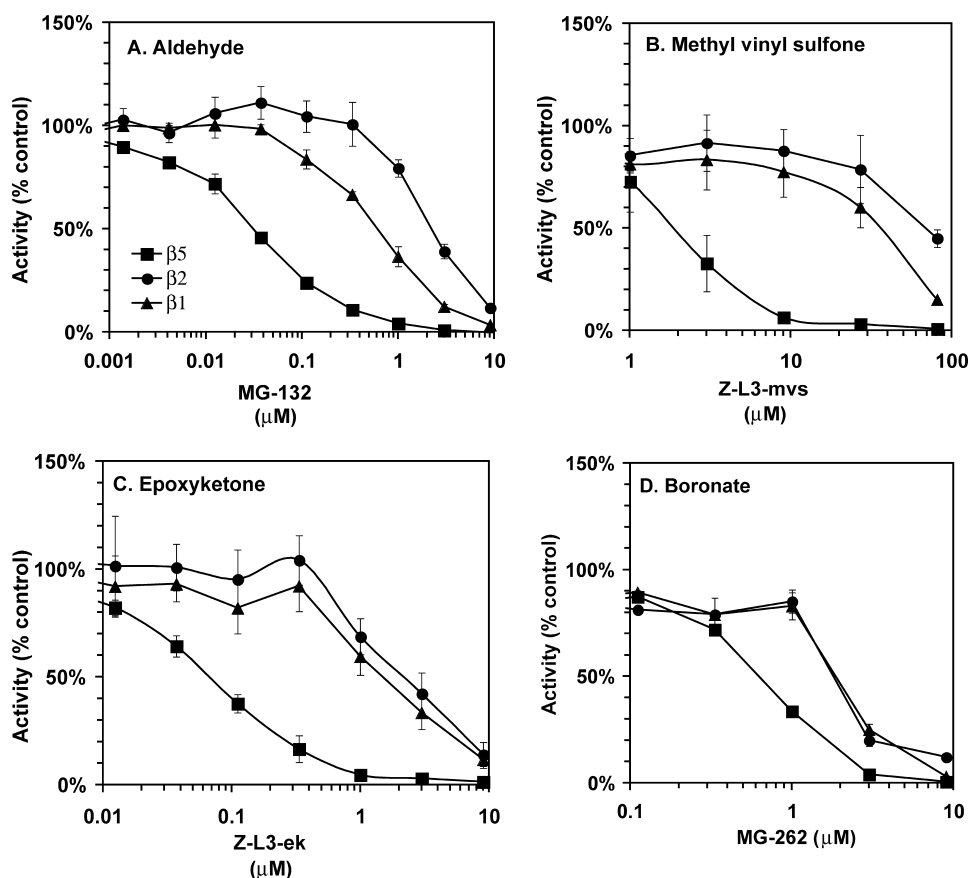 150%
A. Aldehyde
100%
50%
0%
Activity (% control)
β5
β2
β1
0.001 0.01 0.1 1 10
MG-132
(μM)
150%
B. Methyl vinyl sulfone
100%
50%
0%
Activity (% control)
1 10 100
Z-L3-mvs
(μM)
150%
C. Epoxyketone
100%
50%
0%
Activity (% control)
0.01 0.1 1 10
Z-L3-ek
(μM)
150%
D. Boronate
100%
50%
0%
Activity (% control)
0.1 1 10
MG-262 (μM)